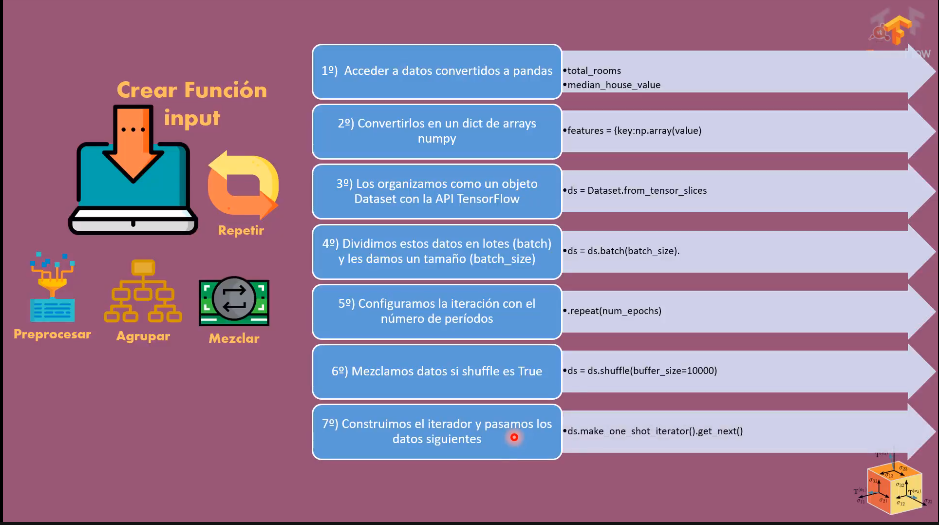 Crear Función
input
Repetir
Preprocesar
Agrupar
Mezclar
1º) Acceder a datos convertidos a pandas
•total_rooms
•median_house_value
2º) Convertirlos en un dict de arrays
numpy
•features = {key:np.array(value)
3º) Los organizamos como un objeto
Dataset con la API TensorFlow
•ds = Dataset.from_tensor_slices
4º) Dividimos estos datos en lotes (batch)
y les damos un tamaño (batch_size)
•ds = ds.batch(batch_size).
5º) Configuramos la iteración con el
número de períodos
•.repeat(num_epochs)
6º) Mezclamos datos si shuffle es True
•ds = ds.shuffle(buffer_size=10000)
7º) Construimos el iterador y pasamos los
datos siguientes
•ds.make_one_shot_iterator().get_next()